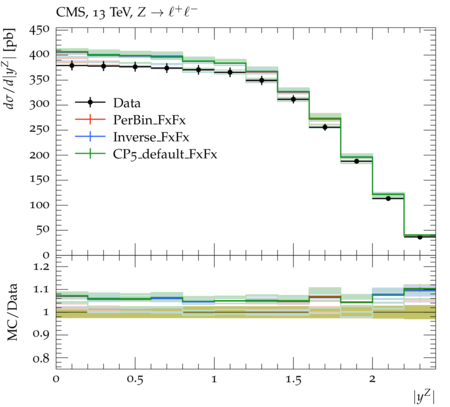 CMS, 13 TeV, Z → ℓ⁺ℓ⁻
dσ/d|y^Z| [pb]
450
400
350
300
250
200
150
100
50
0
Data
PerBin_FxFx
Inverse_FxFx
CP5_default_FxFx
MC/Data
1.2
1.1
1
0.9
0.8
0 0.5 1 1.5 2
|y^Z|